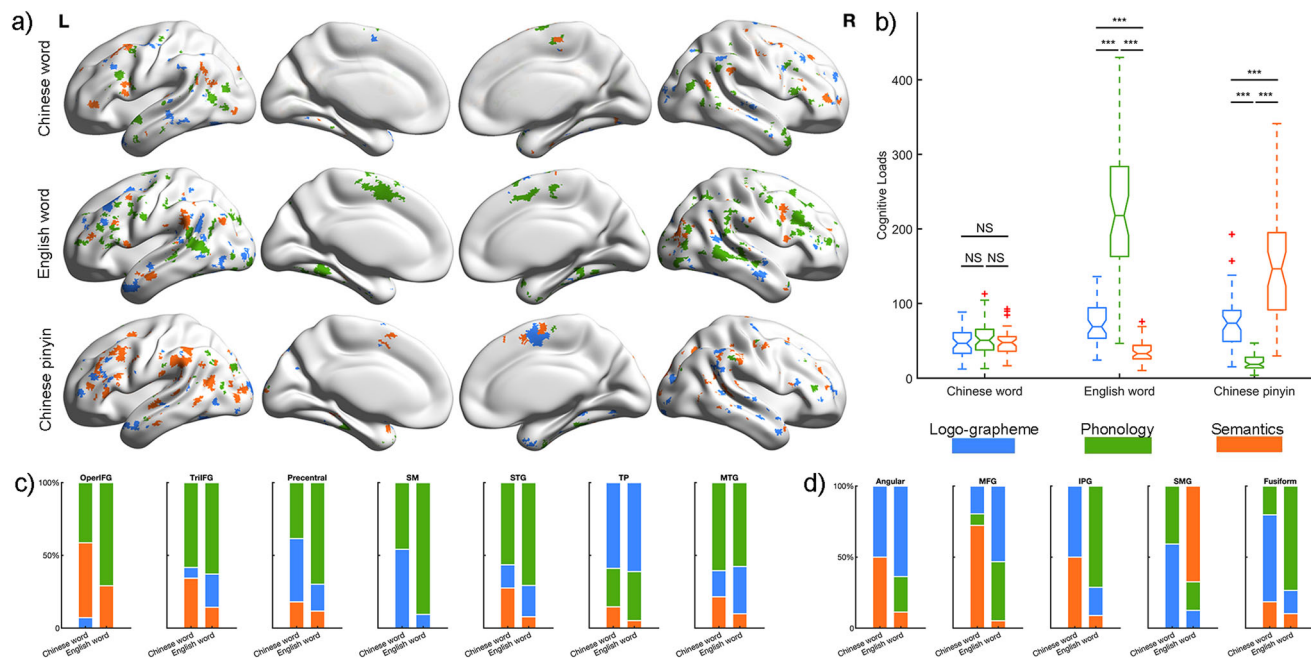 a) L R b)
Chinese word
English word
Chinese pinyin
Cognitive Loads
400
300
200
100
0
***
*** ***
***
*** ***
NS
NS NS
Chinese word English word Chinese pinyin
Logo-grapheme Phonology Semantics
c) d)
OperIFG TriIFG Precentral SM STG TP MTG Angular MFG IPG SMG Fusiform
100% 100%
50% 50%
0 0
Chinese word English word Chinese word English word Chinese word English word Chinese word English word Chinese word English word Chinese word English word Chinese word English word Chinese word English word Chinese word English word Chinese word English word Chinese word English word Chinese word English word